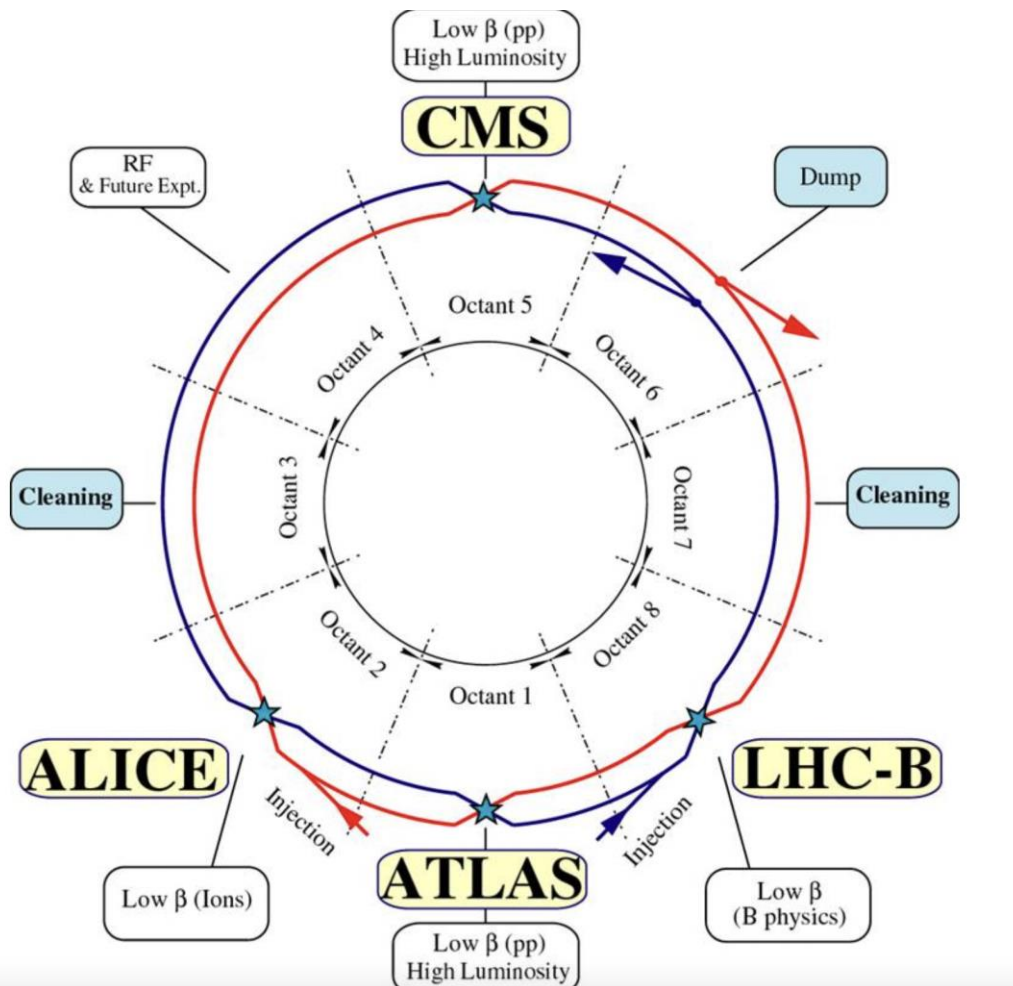 Low β (pp)
High Luminosity
CMS
RF
& Future Expt.
Dump
Octant 5
Octant 4
Octant 6
Cleaning
Octant 3
Octant 7
Cleaning
Octant 2
Octant 8
Octant 1
ALICE
LHC-B
Injection
Injection
ATLAS
Low β (Ions)
Low β
(B physics)
Low β (pp)
High Luminosity